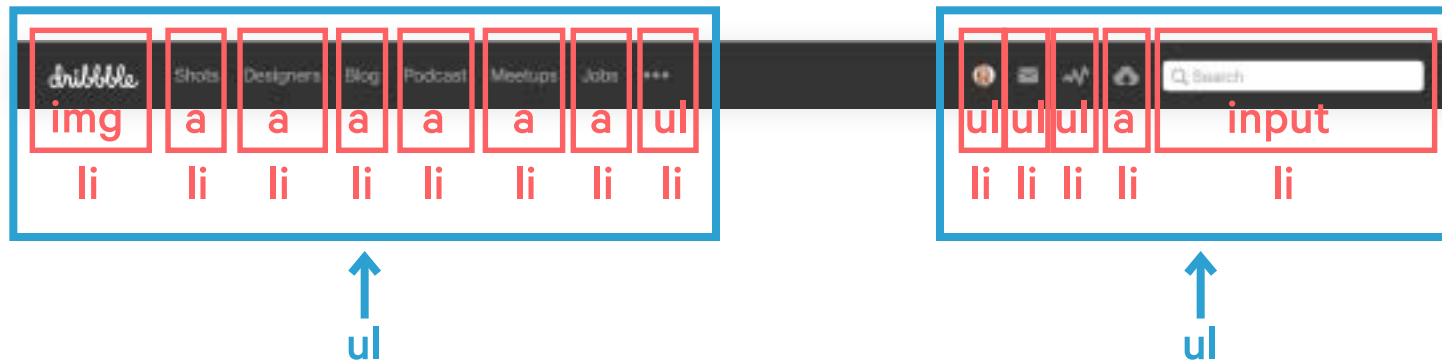 dribbble Shots Designers Blog Podcast Meetups Jobs ••• Search
img a a a a a a ul ul ul ul a input
li li li li li li li li li li li li li
ul ul